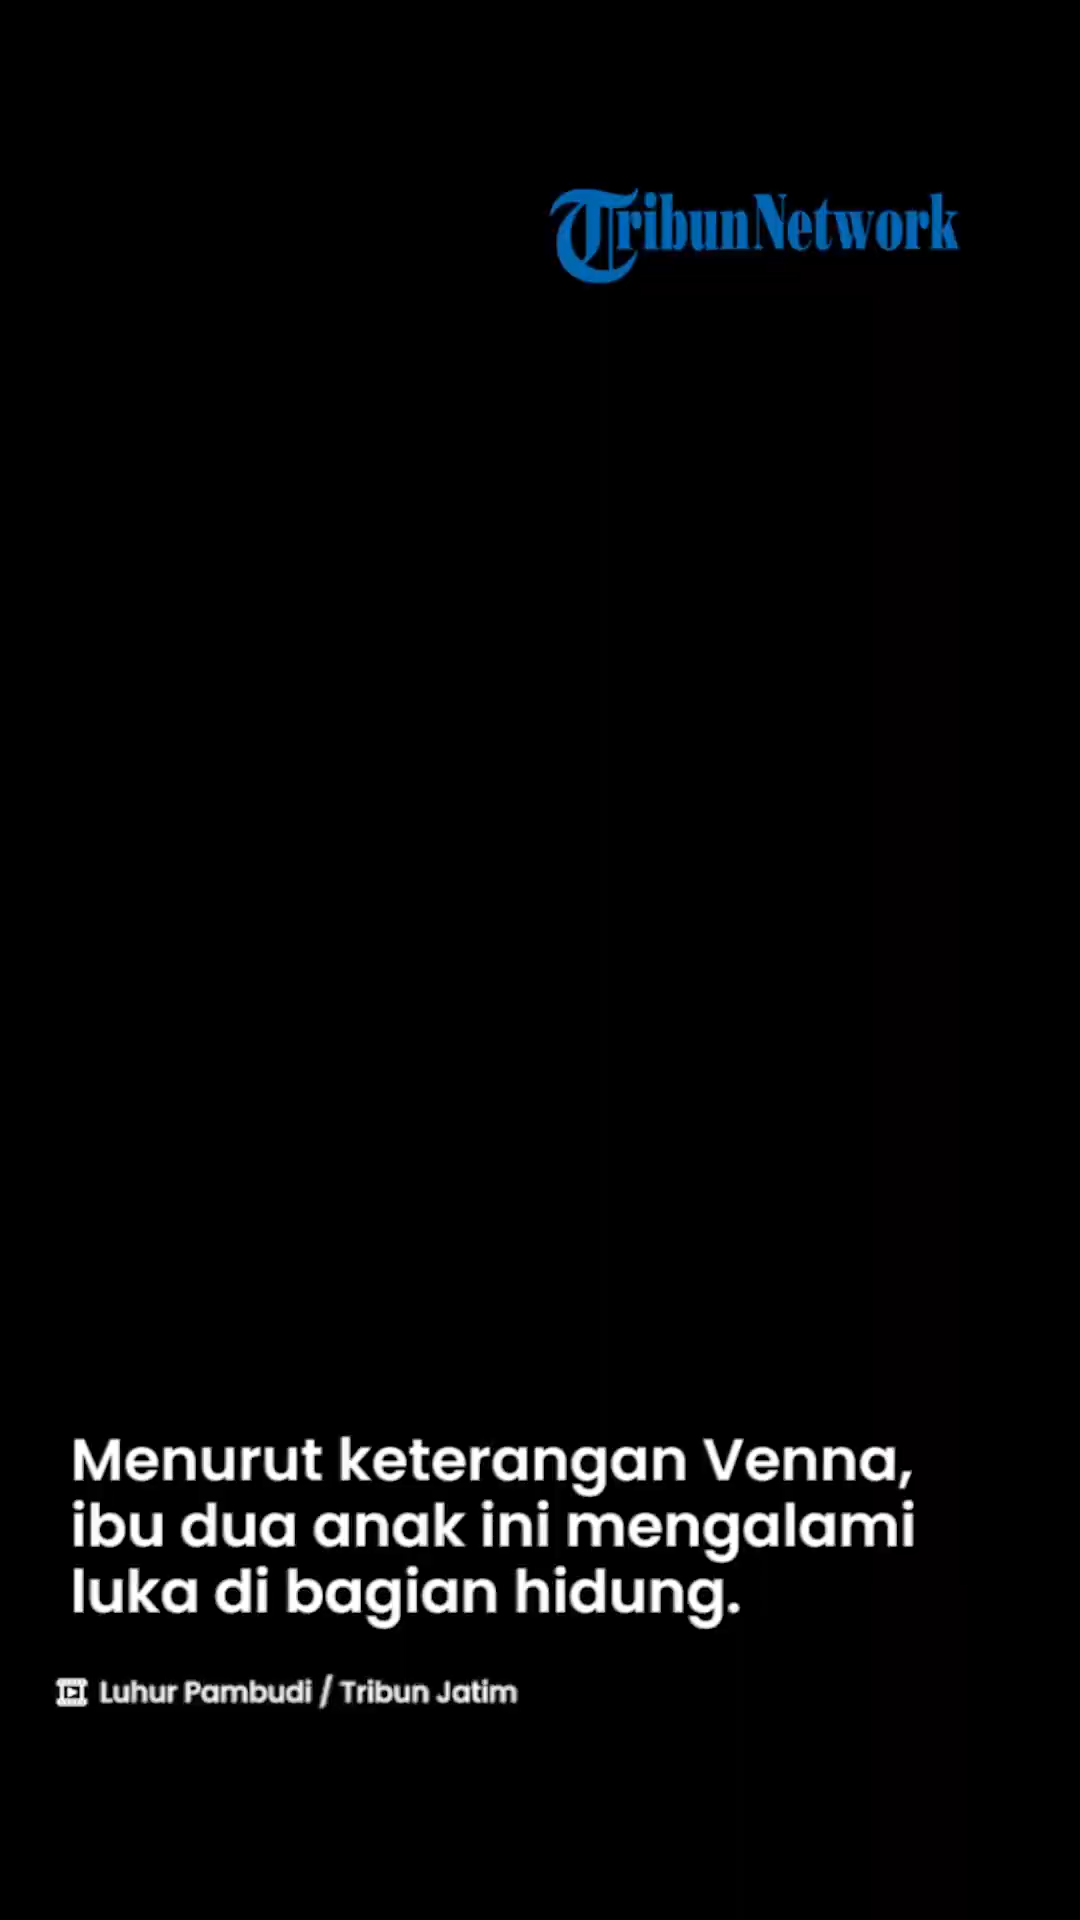 TribunNetwork
Menurut keterangan Venna,
ibu dua anak ini mengalami
luka di bagian hidung.
Luhur Pambudi / Tribun Jatim